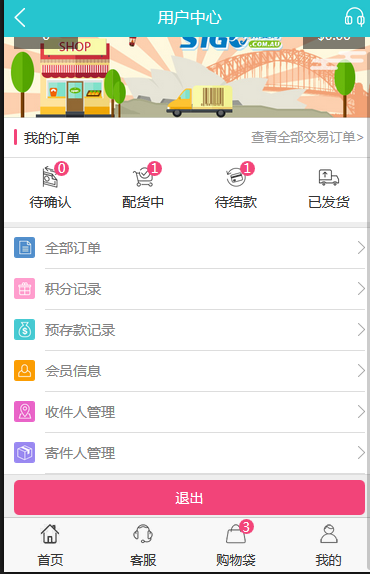 用户中心
SHOP
.COM.AU
我的订单
查看全部交易订单>
0
1
1
待确认
配货中
待结款
已发货
全部订单
积分记录
预存款记录
会员信息
收件人管理
寄件人管理
退出
3
首页
客服
购物袋
我的